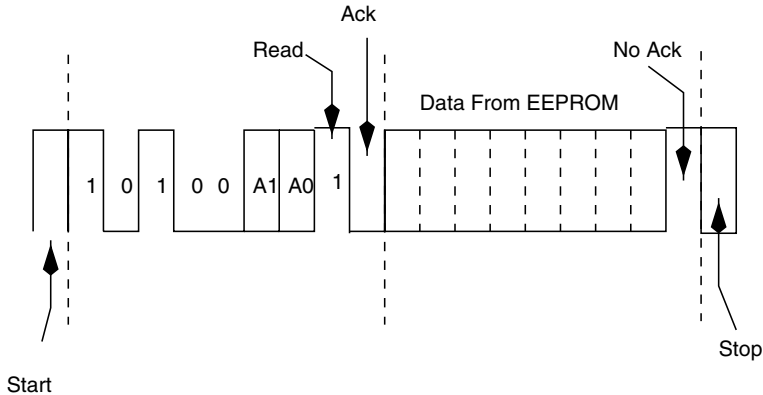 Ack
Read
No Ack
Data From EEPROM
1 0 1 0 0 A1 A0 1
Stop
Start